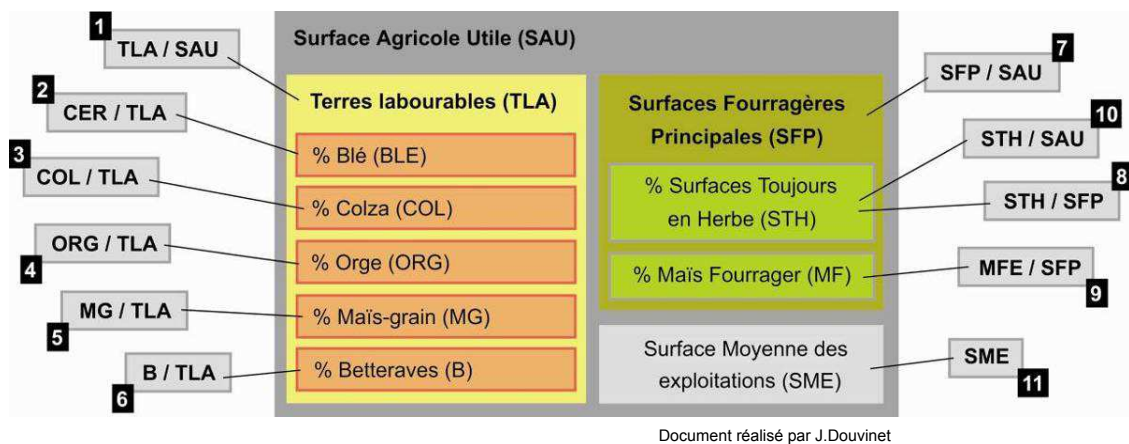 1
TLA / SAU
2
CER / TLA
3
COL / TLA
ORG / TLA
4
MG / TLA
5
B / TLA
6
Surface Agricole Utile (SAU)
Terres labourables (TLA)
% Blé (BLE)
% Colza (COL)
% Orge (ORG)
% Maïs-grain (MG)
% Betteraves (B)
Surfaces Fourragères
Principales (SFP)
% Surfaces Toujours
en Herbe (STH)
% Maïs Fourrager (MF)
Surface Moyenne des
exploitations (SME)
7
SFP / SAU
10
STH / SAU
8
STH / SFP
MFE / SFP
9
SME
11
Document réalisé par J.Douvinet